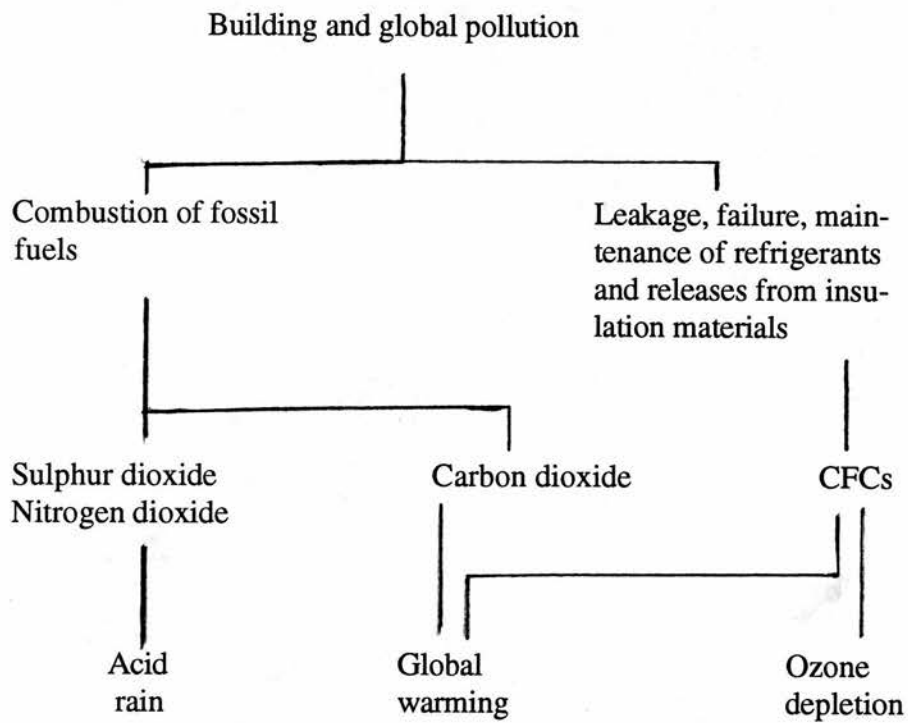 Building and global pollution
Combustion of fossil
fuels
Leakage, failure, main-
tenance of refrigerants
and releases from insu-
lation materials
Sulphur dioxide
Nitrogen dioxide
Carbon dioxide
CFCs
Acid
rain
Global
warming
Ozone
depletion